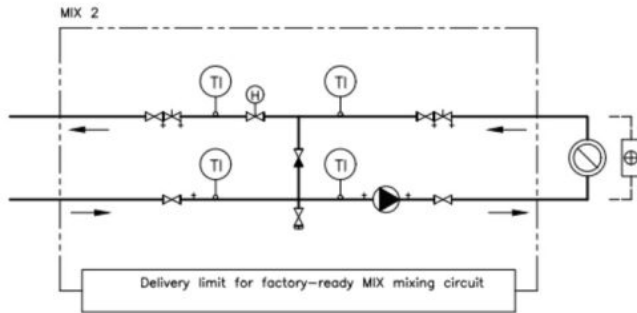 MIX 2
TI
TI
H
TI
TI
Delivery limit for factory-ready MIX mixing circuit